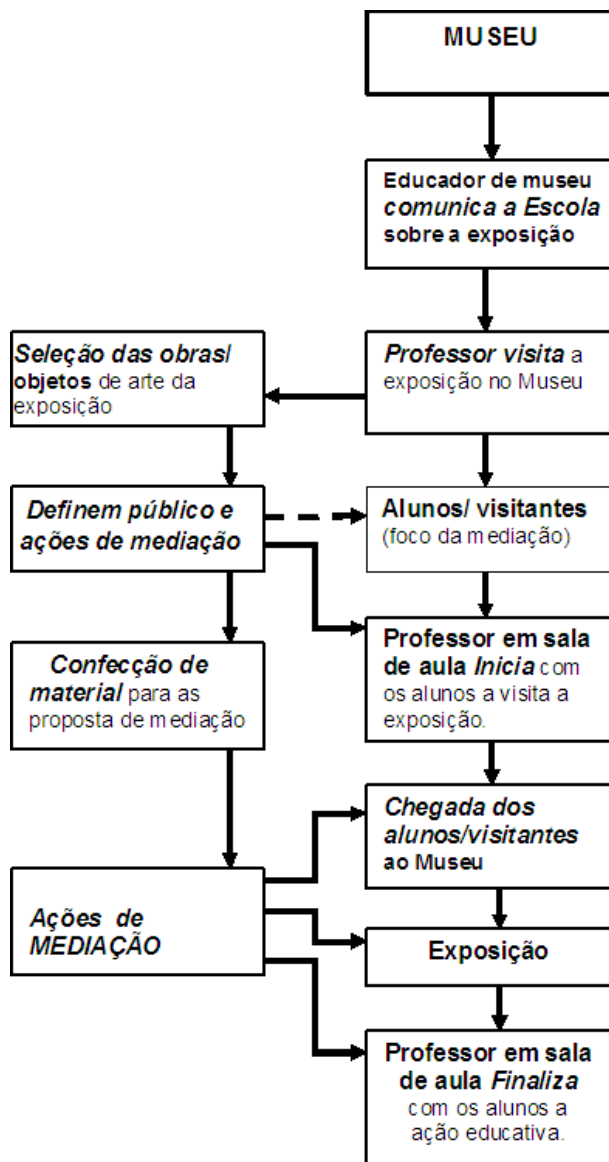 MUSEU
Educador de museu
comunica a Escola
sobre a exposição
Professor visita a
exposição no Museu
Seleção das obras/
objetos de arte da
exposição
Definem público e
ações de mediação
Alunos/ visitantes
(foco da mediação)
Confecção de
material para as
proposta de mediação
Professor em sala
de aula Inicia com
os alunos a visita a
exposição.
Chegada dos
alunos/visitantes
ao Museu
Ações de
MEDIAÇÃO
Exposição
Professor em sala
de aula Finaliza
com os alunos a
ação educativa.